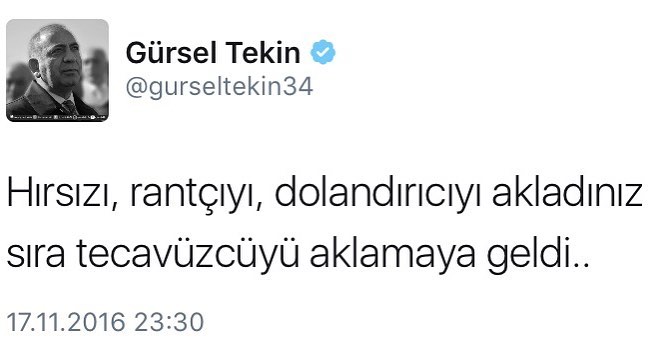 Gürsel Tekin
@gurseltekin34
Hırsızı, rantçıyı, dolandırıcıyı akladınız
sıra tecavüzcüyü aklamaya geldi..
17.11.2016 23:30